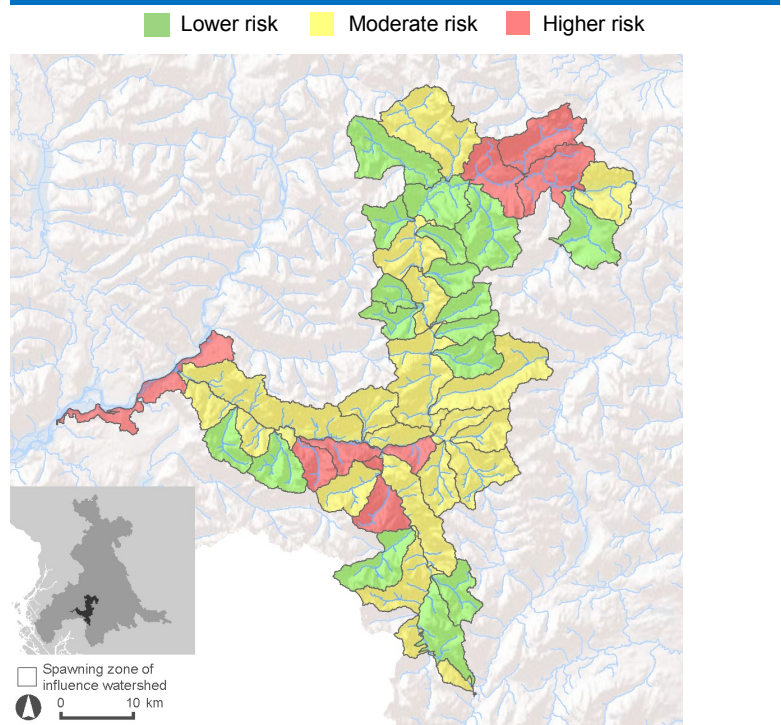 Lower risk Moderate risk Higher risk
Spawning zone of
influence watershed
0 10 km